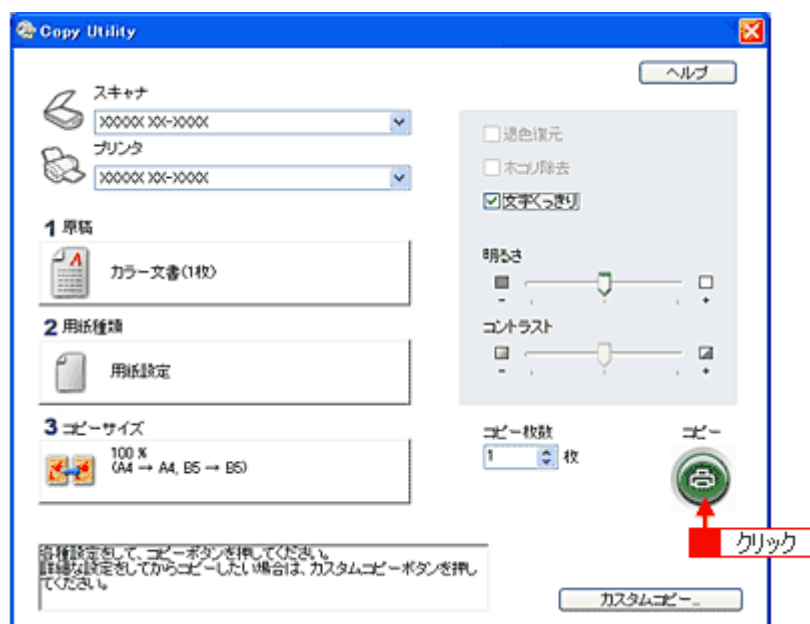 Copy Utility
ヘルプ
スキャナ
XXXXX XX-XXXX
プリンタ
XXXXX XX-XXXX
退色復元
ホコリ除去
文字くっきり
1 原稿
A
カラー文書(1枚)
明るさ
- +
2 用紙種類
用紙設定
コントラスト
- +
3 コピーサイズ
100 %
(A4 → A4, B5 → B5)
コピー枚数
1 枚
コピー
クリック
各種設定をして、コピーボタンを押してください。
詳細な設定をしてからコピーしたい場合は、カスタムコピーボタンを押し
てください。
カスタムコピー...